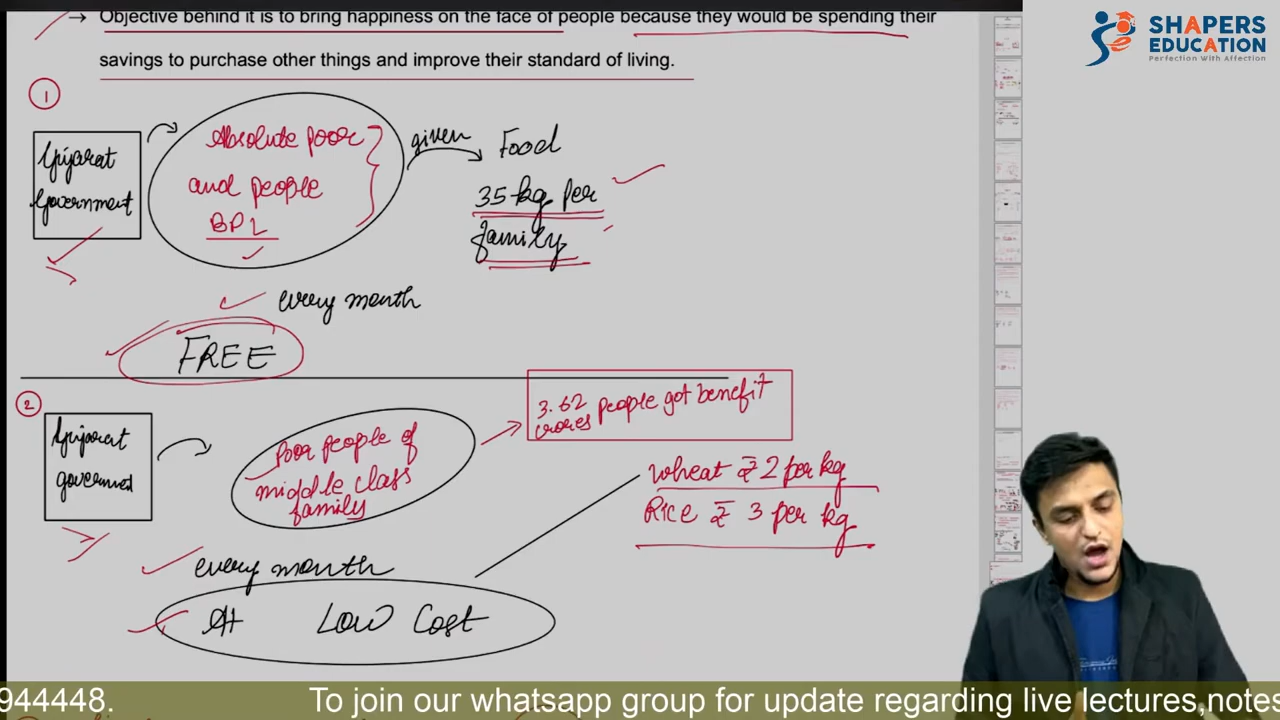 → Objective behind it is to bring happiness on the face of people because they would be spending their
savings to purchase other things and improve their standard of living.
SHAPERS
EDUCATION
Perfection With Affection
1
Gujarat
Government
Absolute poor
and people
BPL
given
Food
35 kg per
family
every month
FREE
2
Gujarat
government
Poor people of
middle class
family
3.62
crores people got benefit
Wheat ₹ 2 per kg
Rice ₹ 3 per kg
every month
At Low Cost
944448. To join our whatsapp group for update regarding live lectures,notes